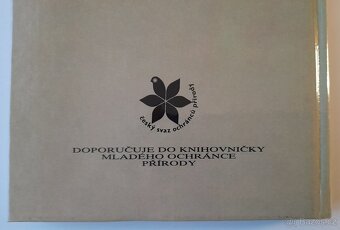 český svaz ochránců přírody
DOPORUČUJE DO KNIHOVNIČKY
MLADÉHO OCHRÁNCE
PŘÍRODY